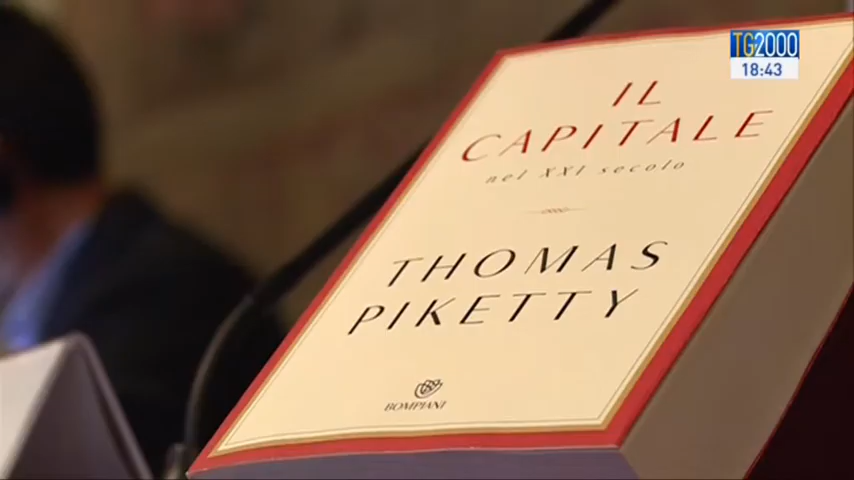 TG2000
18:43
IL
CAPITALE
nel XXI secolo
THOMAS
PIKETTY
BOMPIANI